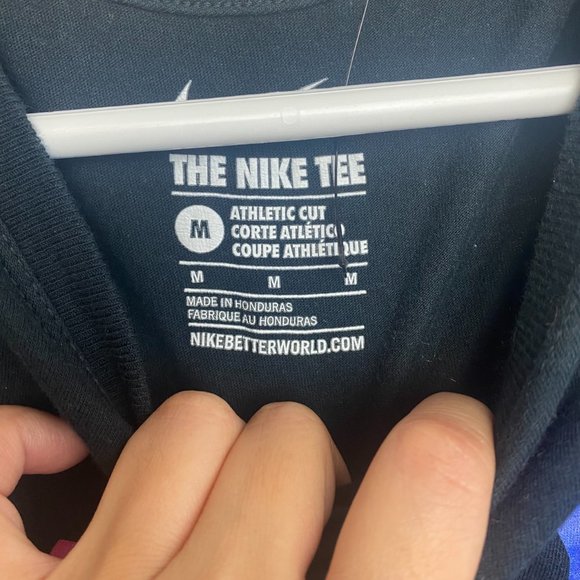 THE NIKE TEE
M
ATHLETIC CUT
CORTE ATLÉTICO
COUPE ATHLÉTIQUE
M M M
MADE IN HONDURAS
FABRIQUE AU HONDURAS
NIKEBETTERWORLD.COM